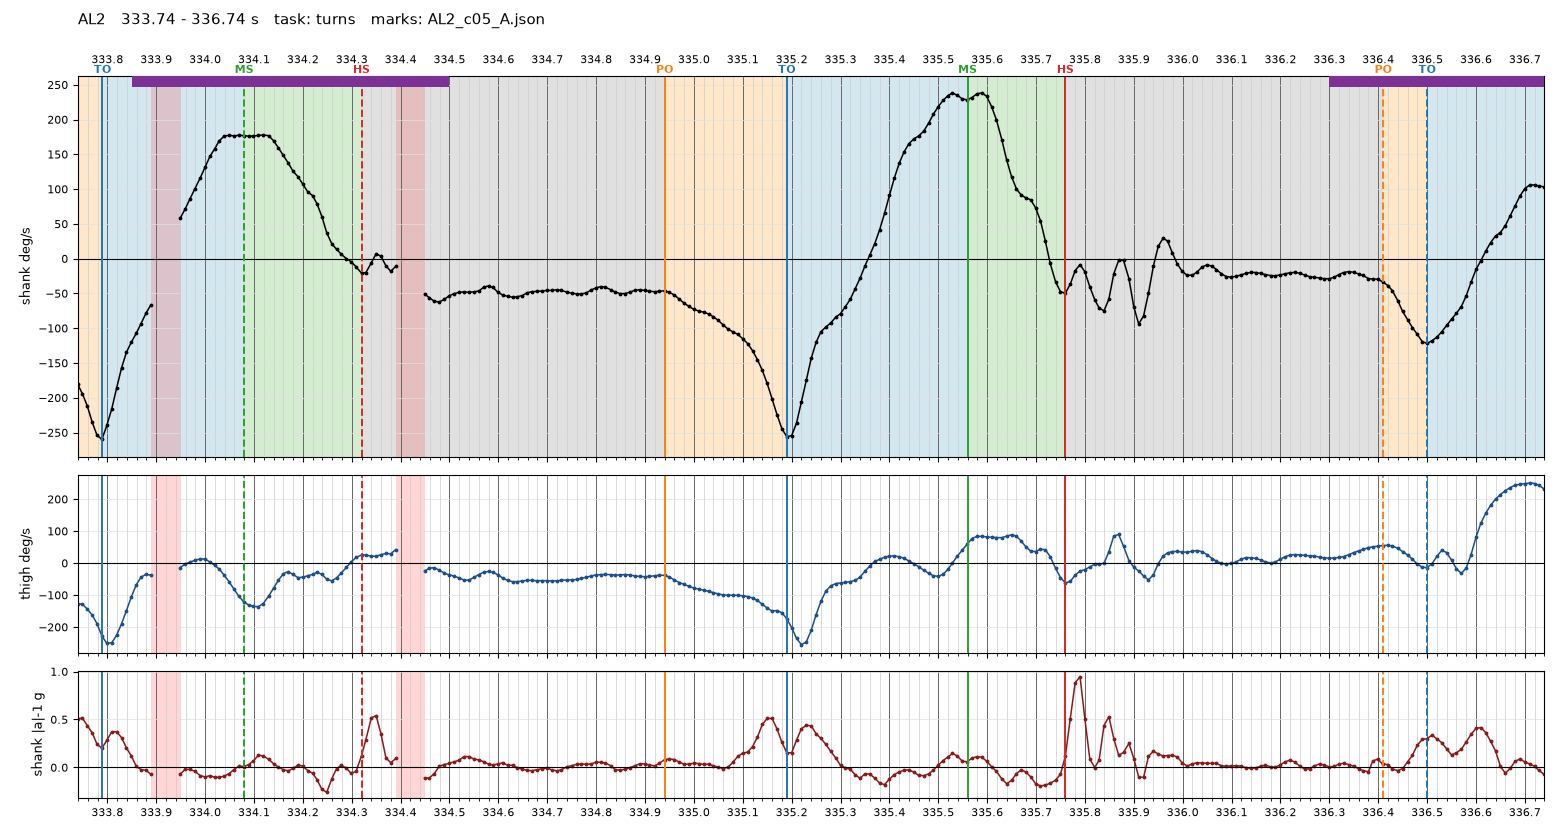 AL2   333.74 - 336.74 s   task: turns   marks: AL2_c05_A.json
333.8 333.9 334.0 334.1 334.2 334.3 334.4 334.5 334.6 334.7 334.8 334.9 335.0 335.1 335.2 335.3 335.4 335.5 335.6 335.7 335.8 335.9 336.0 336.1 336.2 336.3 336.4 336.5 336.6 336.7
TO MS HS PO TO MS HS PO TO
250
200
150
100
50
0
−50
−100
−150
−200
−250
shank deg/s
200
100
0
−100
−200
thigh deg/s
1.0
0.5
0.0
shank |a|-1 g
333.8 333.9 334.0 334.1 334.2 334.3 334.4 334.5 334.6 334.7 334.8 334.9 335.0 335.1 335.2 335.3 335.4 335.5 335.6 335.7 335.8 335.9 336.0 336.1 336.2 336.3 336.4 336.5 336.6 336.7